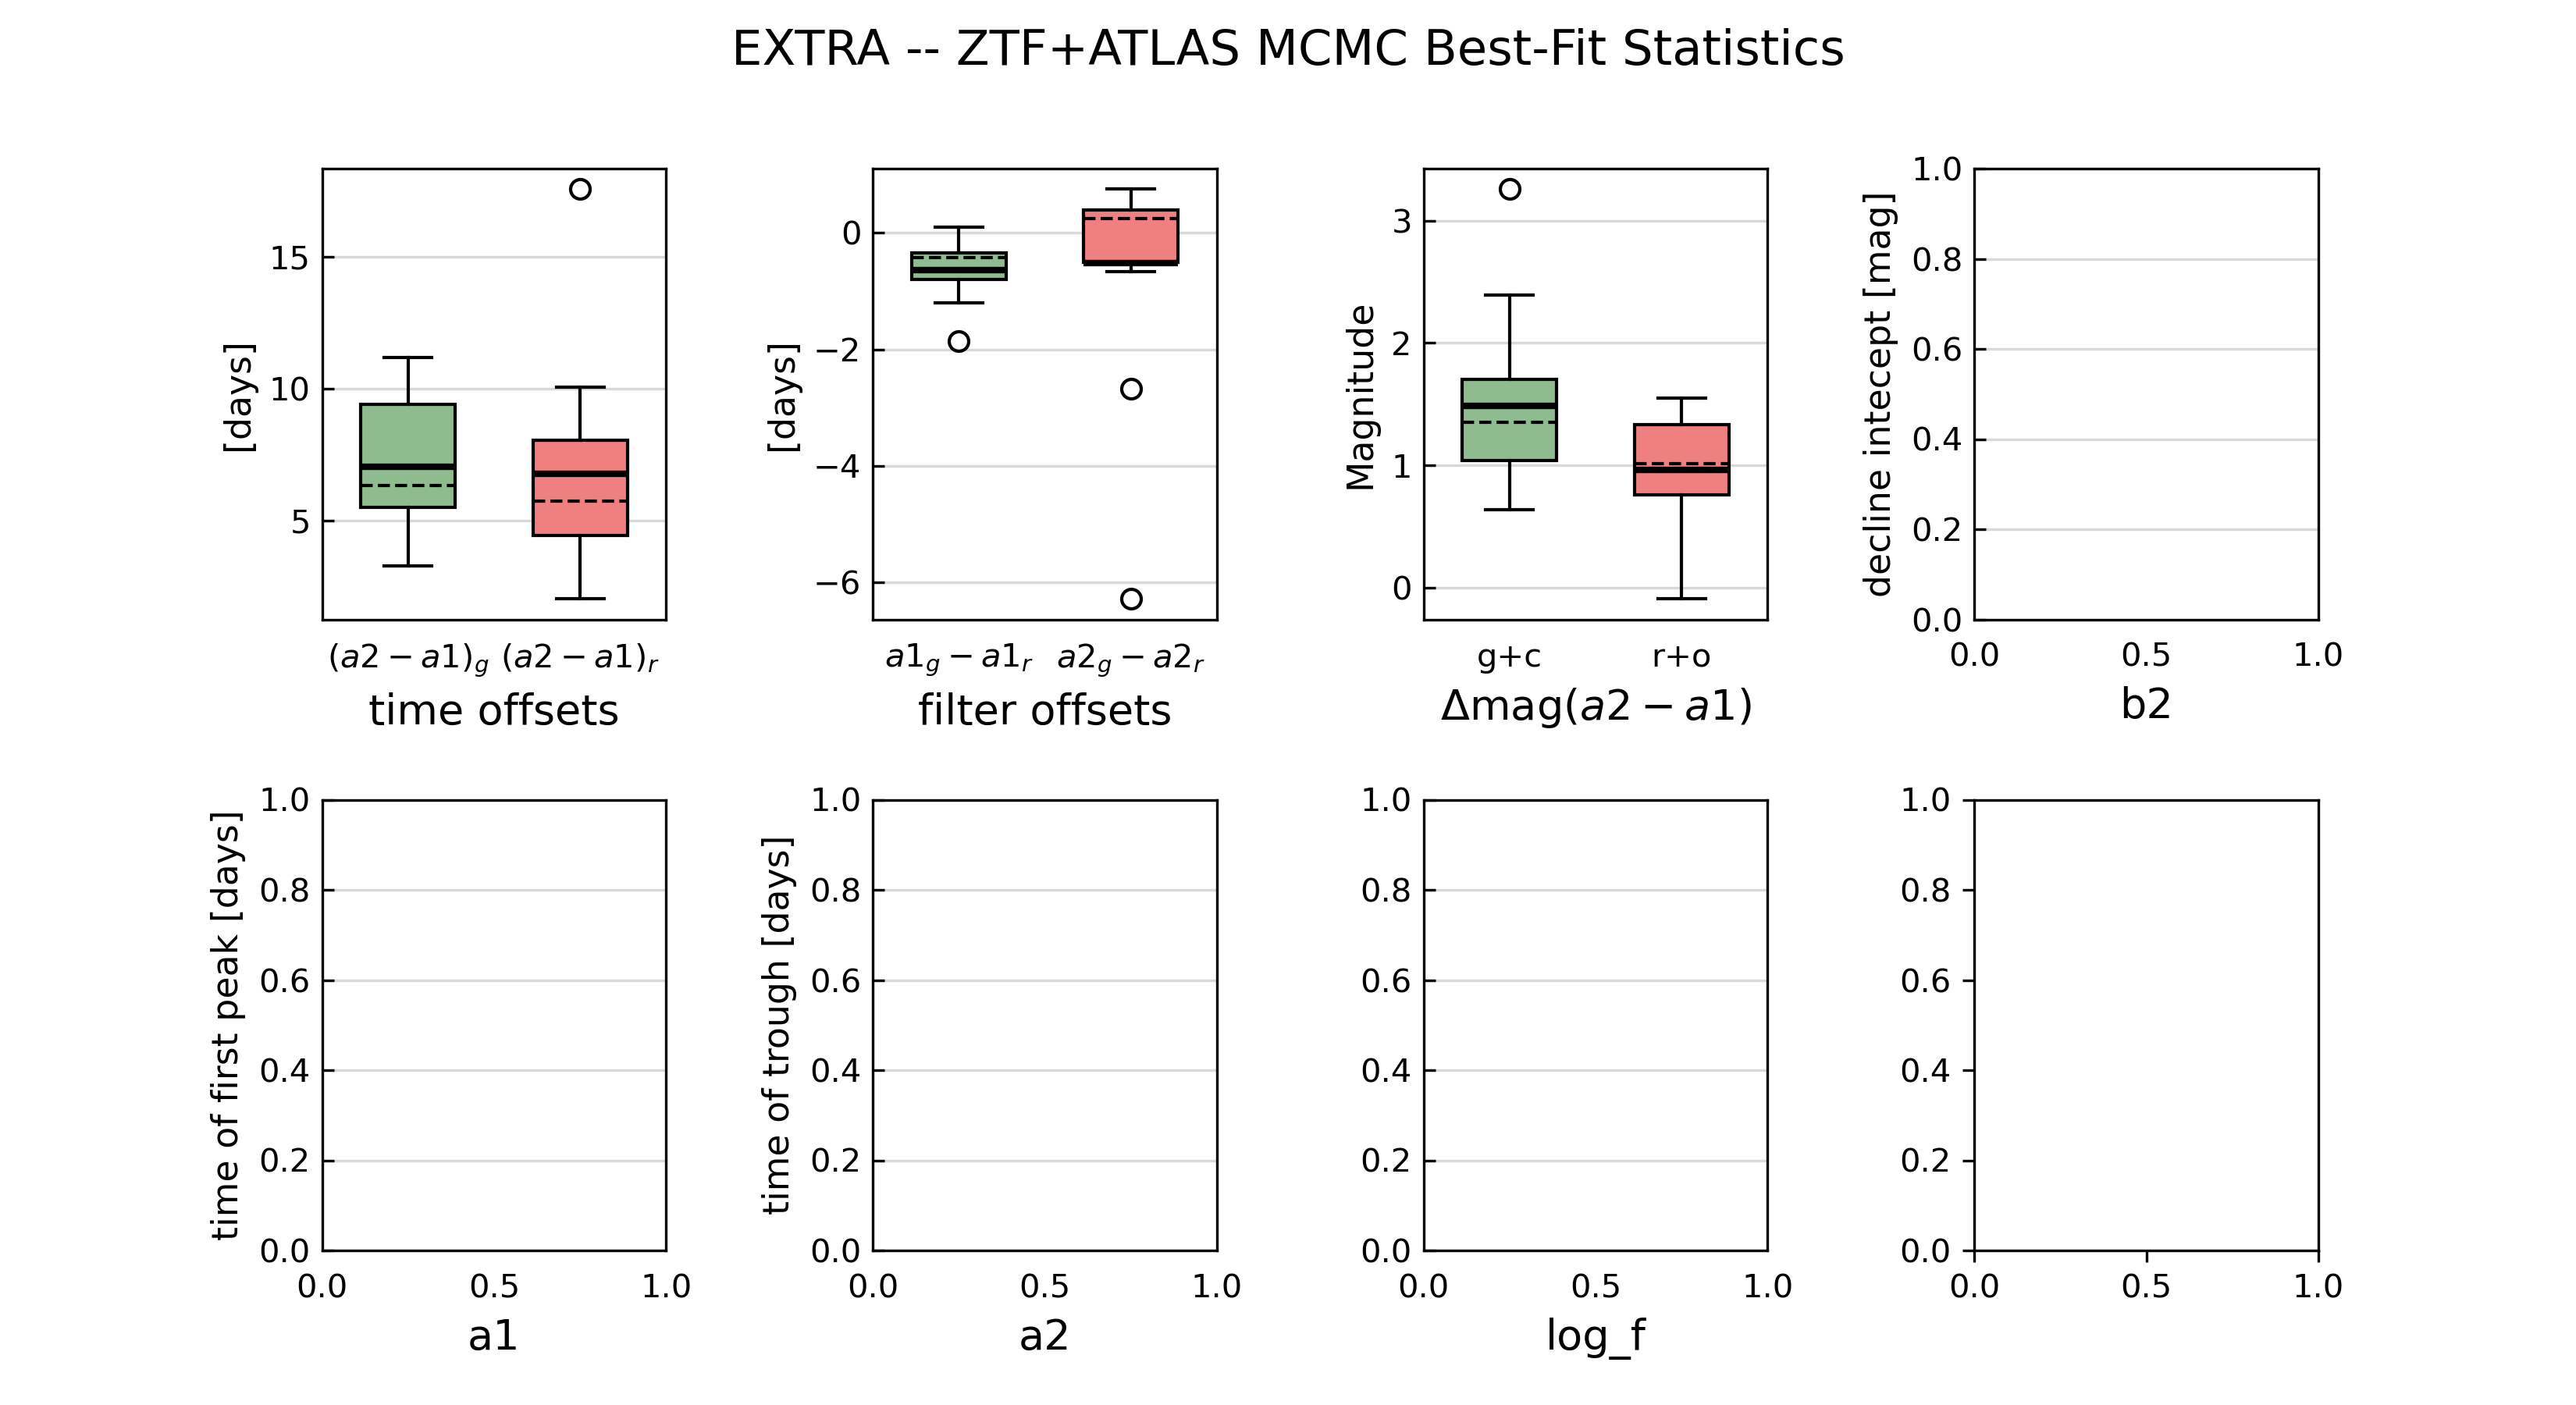 EXTRA -- ZTF+ATLAS MCMC Best-Fit Statistics
[days]
15
10
5
(a2 − a1)g (a2 − a1)r
time offsets
[days]
0
−2
−4
−6
a1g − a1r a2g − a2r
filter offsets
Magnitude
3
2
1
0
g+c r+o
Δmag(a2 − a1)
decline intecept [mag]
1.0
0.8
0.6
0.4
0.2
0.0
0.0 0.5 1.0
b2
time of first peak [days]
1.0
0.8
0.6
0.4
0.2
0.0
0.0 0.5 1.0
a1
time of trough [days]
1.0
0.8
0.6
0.4
0.2
0.0
0.0 0.5 1.0
a2
1.0
0.8
0.6
0.4
0.2
0.0
0.0 0.5 1.0
log_f
1.0
0.8
0.6
0.4
0.2
0.0
0.0 0.5 1.0